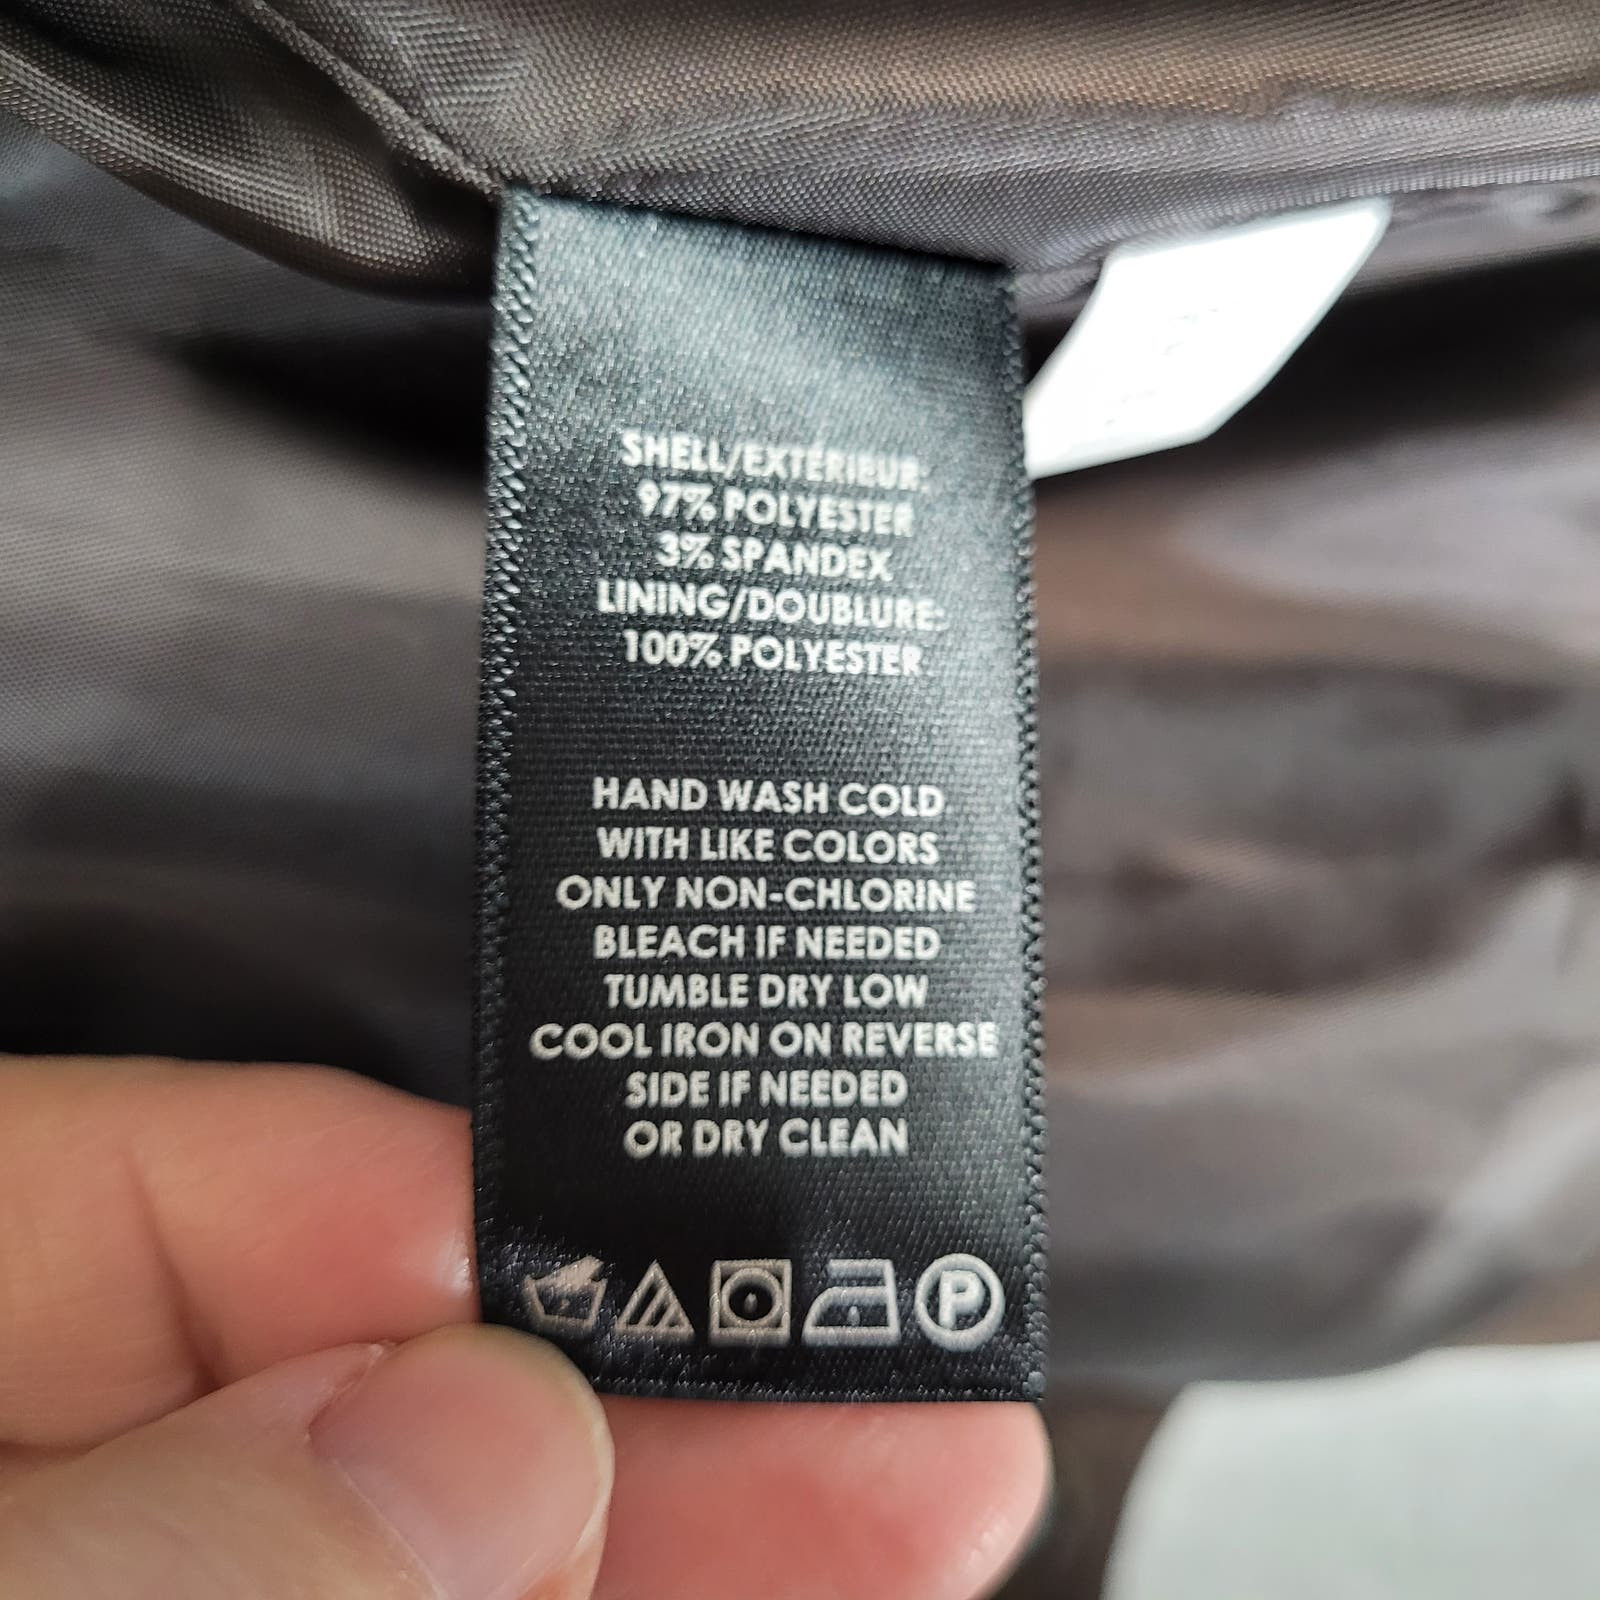 SHELL/EXTÉRIEUR:
97% POLYESTER
3% SPANDEX
LINING/DOUBLURE:
100% POLYESTER
HAND WASH COLD
WITH LIKE COLORS
ONLY NON-CHLORINE
BLEACH IF NEEDED
TUMBLE DRY LOW
COOL IRON ON REVERSE
SIDE IF NEEDED
OR DRY CLEAN
P